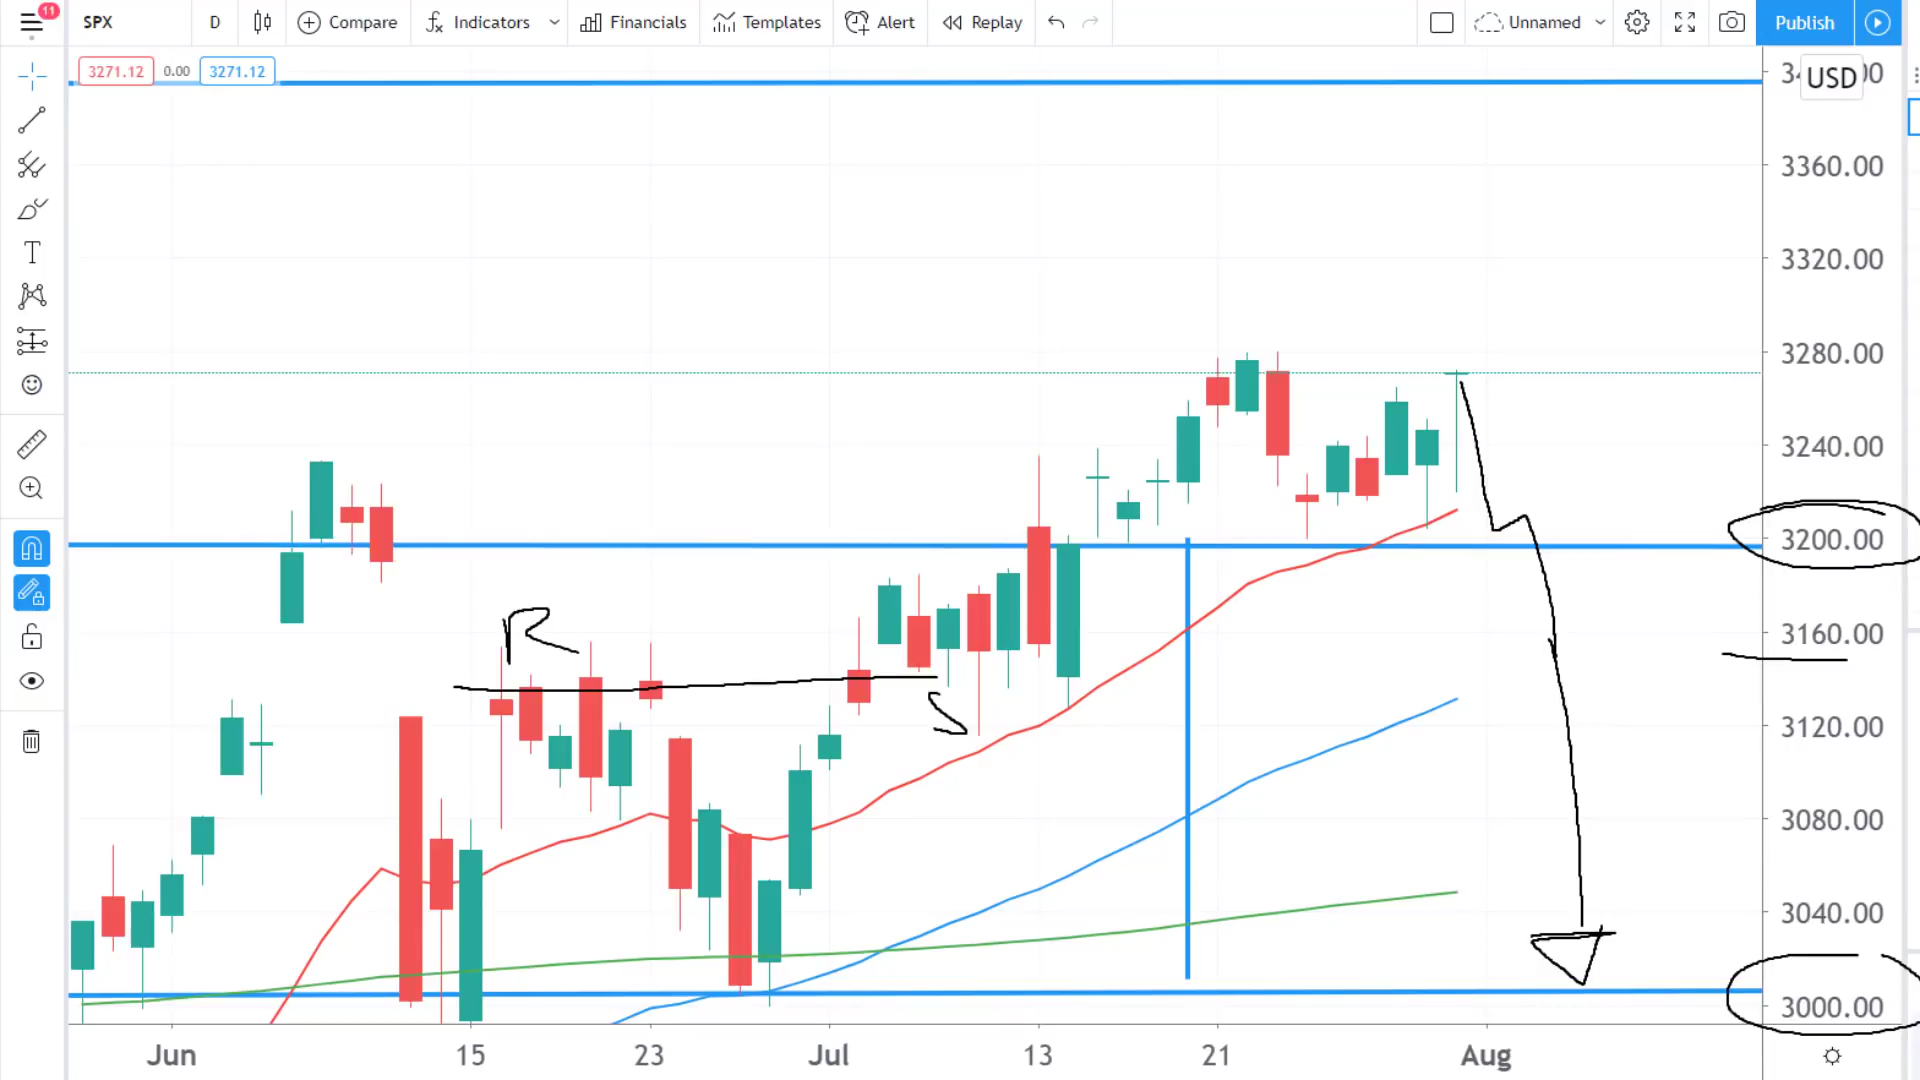 11
SPX D Compare Indicators Financials Templates Alert Replay Unnamed Publish
3271.12 0.00 3271.12
USD
3360.00
3320.00
3280.00
3240.00
3200.00
R
3160.00
S
3120.00
3080.00
3040.00
3000.00
Jun 15 23 Jul 13 21 Aug